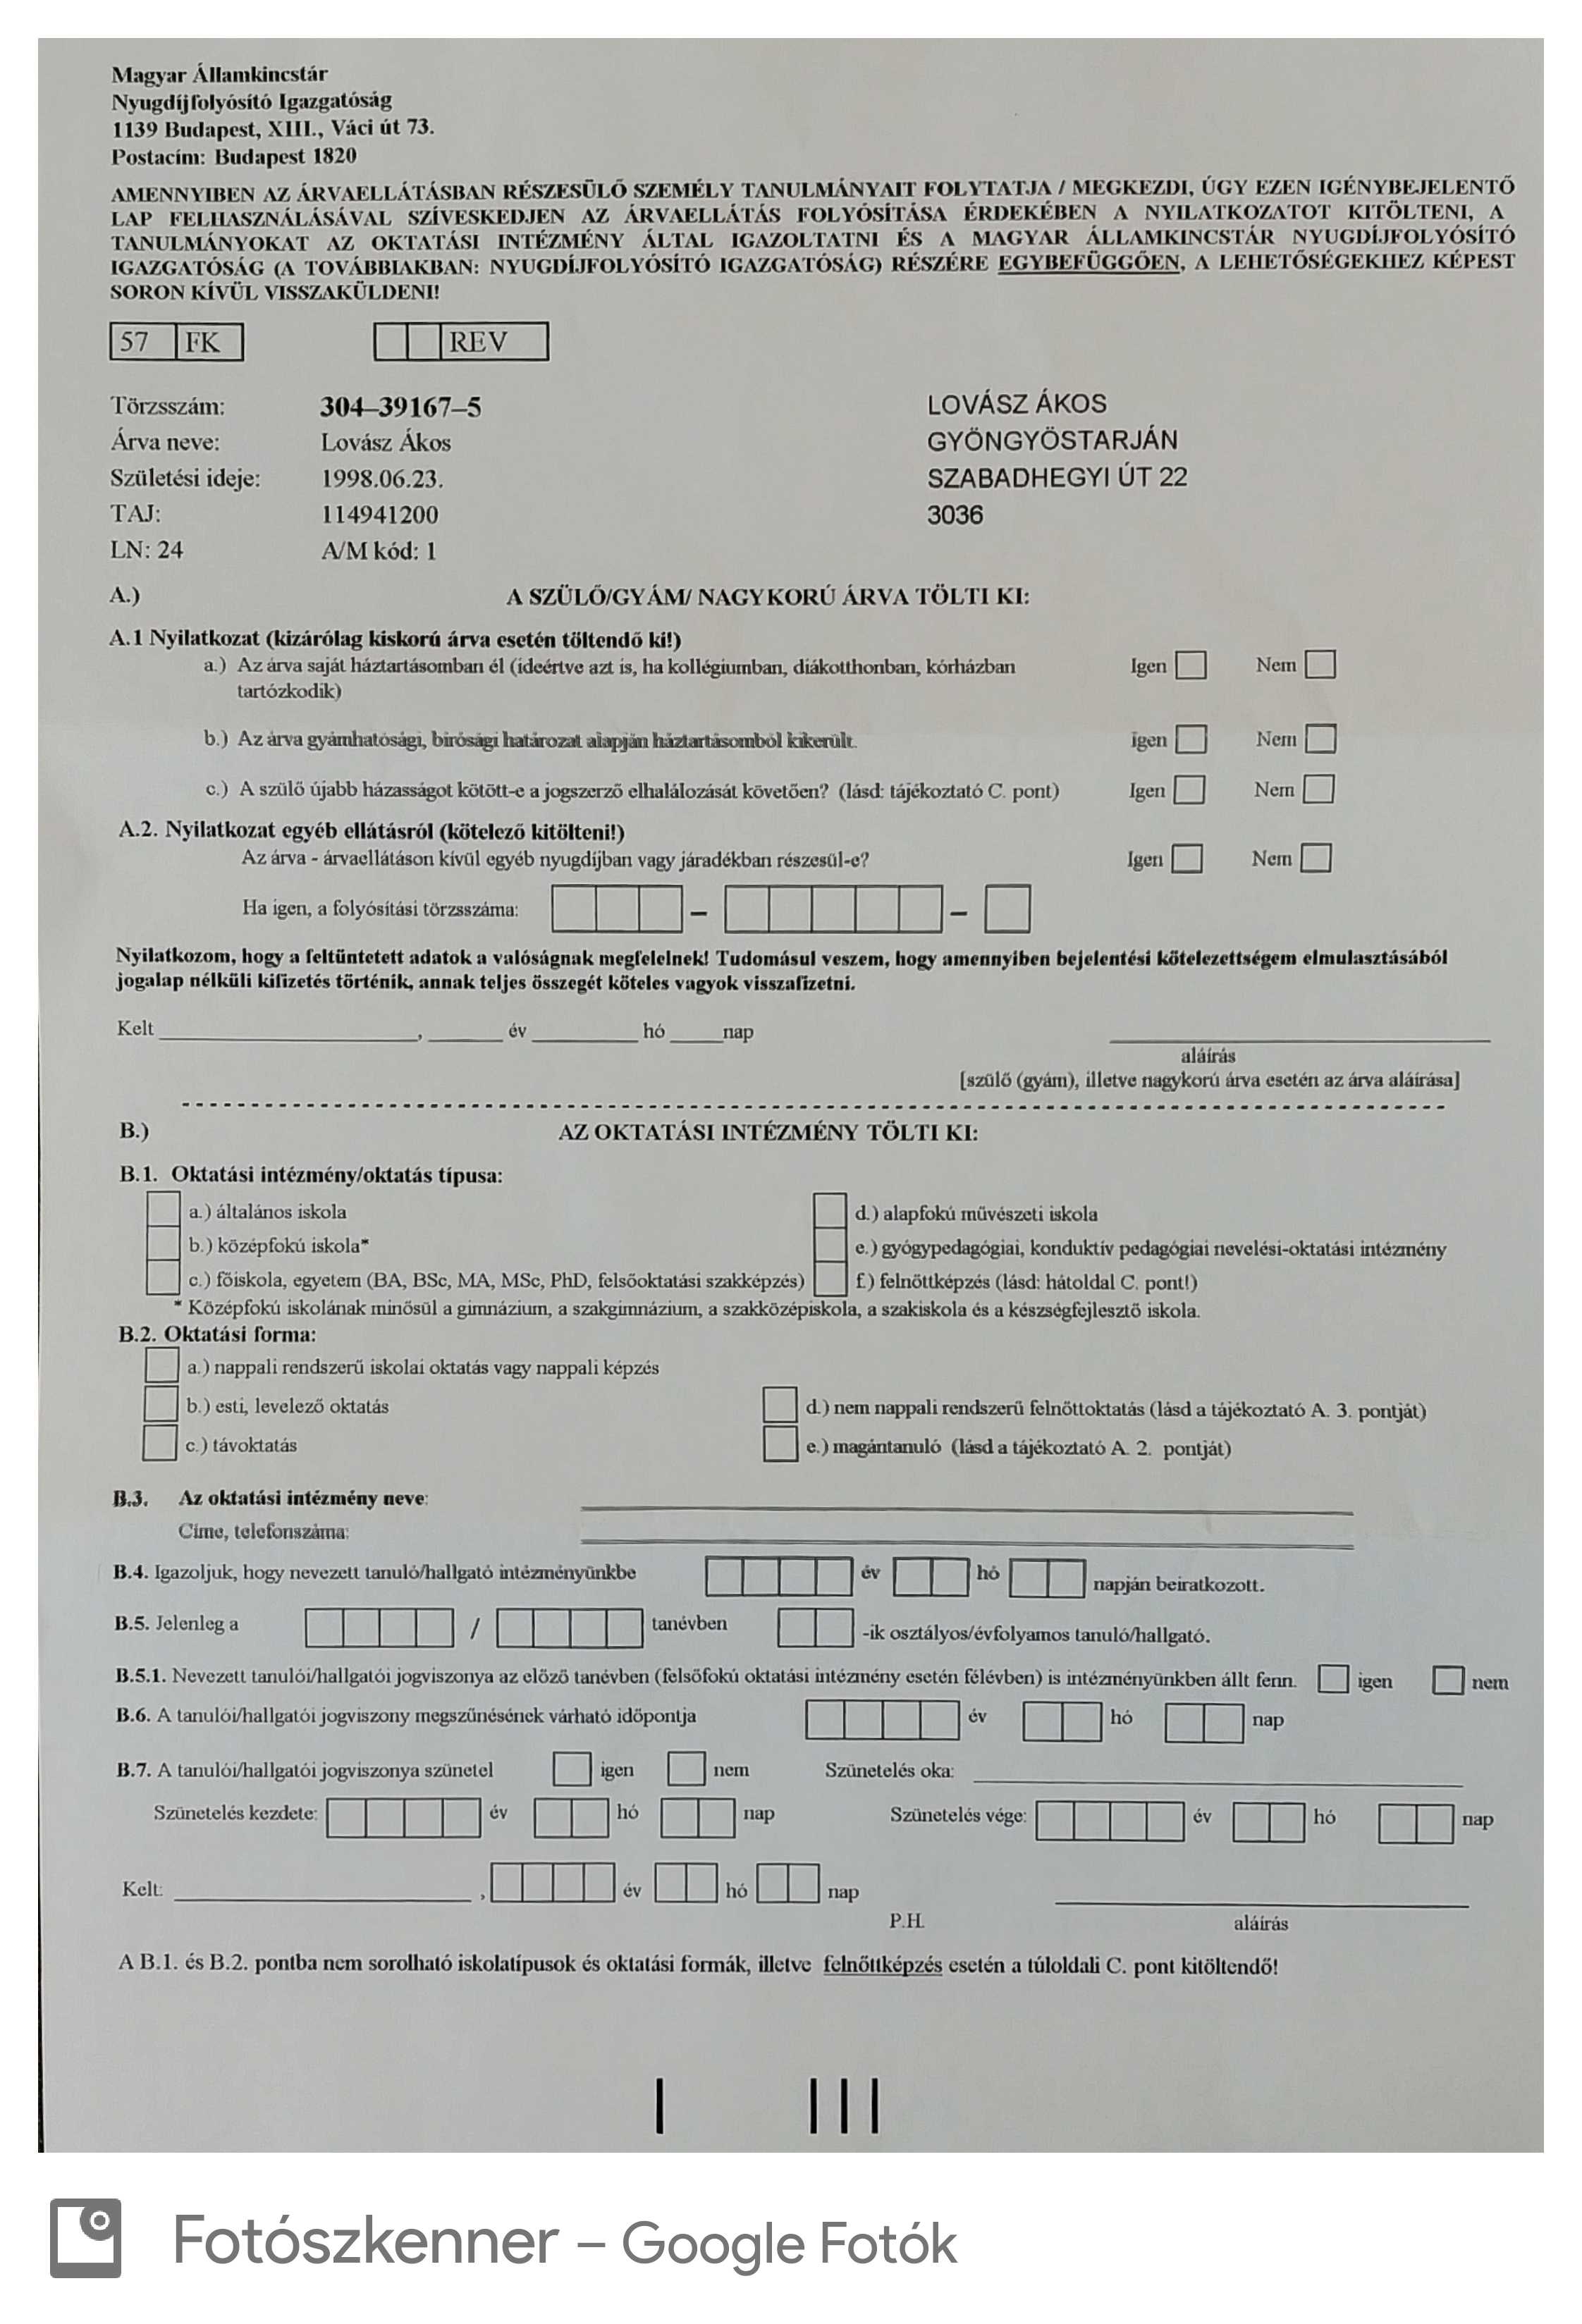 Magyar Államkincstár
Nyugdíjfolyósító Igazgatóság
1139 Budapest, XIII., Váci út 73.
Postacím: Budapest 1820
AMENNYIBEN AZ ÁRVAELLÁTÁSBAN RÉSZESÜLŐ SZEMÉLY TANULMÁNYAIT FOLYTATJA / MEGKEZDI, ÚGY EZEN IGÉNYBEJELENTŐ
LAP FELHASZNÁLÁSÁVAL SZÍVESKEDJEN AZ ÁRVAELLÁTÁS FOLYÓSÍTÁSA ÉRDEKÉBEN A NYILATKOZATOT KITÖLTENI, A
TANULMÁNYOKAT AZ OKTATÁSI INTÉZMÉNY ÁLTAL IGAZOLTATNI ÉS A MAGYAR ÁLLAMKINCSTÁR NYUGDÍJFOLYÓSÍTÓ
IGAZGATÓSÁG (A TOVÁBBIAKBAN: NYUGDÍJFOLYÓSÍTÓ IGAZGATÓSÁG) RÉSZÉRE EGYBEFÜGGŐEN, A LEHETŐSÉGEKHEZ KÉPEST
SORON KÍVÜL VISSZAKÜLDENI!
57 FK REV
Törzsszám: 304–39167–5
Árva neve: Lovász Ákos
Születési ideje: 1998.06.23.
TAJ: 114941200
LN: 24 A/M kód: 1
LOVÁSZ ÁKOS
GYÖNGYÖSTARJÁN
SZABADHEGYI ÚT 22
3036
A.) A SZÜLŐ/GYÁM/ NAGYKORÚ ÁRVA TÖLTI KI:
A.1 Nyilatkozat (kizárólag kiskorú árva esetén töltendő ki!)
a.) Az árva saját háztartásomban él (ideértve azt is, ha kollégiumban, diákotthonban, kórházban Igen Nem
tartózkodik)
b.) Az árva gyámhatósági, bírósági határozat alapján háztartásomból kikerült. Igen Nem
c.) A szülő újabb házasságot kötött-e a jogszerző elhalálozását követően? (lásd: tájékoztató C. pont) Igen Nem
A.2. Nyilatkozat egyéb ellátásról (kötelező kitölteni!)
Az árva - árvaellátáson kívül egyéb nyugdíjban vagy járadékban részesül-e? Igen Nem
Ha igen, a folyósítási törzsszáma: – –
Nyilatkozom, hogy a feltüntetett adatok a valóságnak megfelelnek! Tudomásul veszem, hogy amennyiben bejelentési kötelezettségem elmulasztásából
jogalap nélküli kifizetés történik, annak teljes összegét köteles vagyok visszafizetni.
Kelt , év hó nap
aláírás
[szülő (gyám), illetve nagykorú árva esetén az árva aláírása]
B.) AZ OKTATÁSI INTÉZMÉNY TÖLTI KI:
B.1. Oktatási intézmény/oktatás típusa:
a.) általános iskola d.) alapfokú művészeti iskola
b.) középfokú iskola* e.) gyógypedagógiai, konduktív pedagógiai nevelési-oktatási intézmény
c.) főiskola, egyetem (BA, BSc, MA, MSc, PhD, felsőoktatási szakképzés) f.) felnőttképzés (lásd: hátoldal C. pont!)
* Középfokú iskolának minősül a gimnázium, a szakgimnázium, a szakközépiskola, a szakiskola és a készségfejlesztő iskola.
B.2. Oktatási forma:
a.) nappali rendszerű iskolai oktatás vagy nappali képzés
b.) esti, levelező oktatás d.) nem nappali rendszerű felnőttoktatás (lásd a tájékoztató A. 3. pontját)
c.) távoktatás e.) magántanuló (lásd a tájékoztató A. 2. pontját)
B.3. Az oktatási intézmény neve:
Címe, telefonszáma:
B.4. Igazoljuk, hogy nevezett tanuló/hallgató intézményünkbe év hó napján beiratkozott.
B.5. Jelenleg a / tanévben -ik osztályos/évfolyamos tanuló/hallgató.
B.5.1. Nevezett tanulói/hallgatói jogviszonya az előző tanévben (felsőfokú oktatási intézmény esetén félévben) is intézményünkben állt fenn. igen nem
B.6. A tanulói/hallgatói jogviszony megszűnésének várható időpontja év hó nap
B.7. A tanulói/hallgatói jogviszonya szünetel igen nem Szünetelés oka:
Szünetelés kezdete: év hó nap Szünetelés vége: év hó nap
Kelt: , év hó nap
P.H. aláírás
A B.1. és B.2. pontba nem sorolható iskolatípusok és oktatási formák, illetve felnőttképzés esetén a túloldali C. pont kitöltendő!
Fotószkenner – Google Fotók